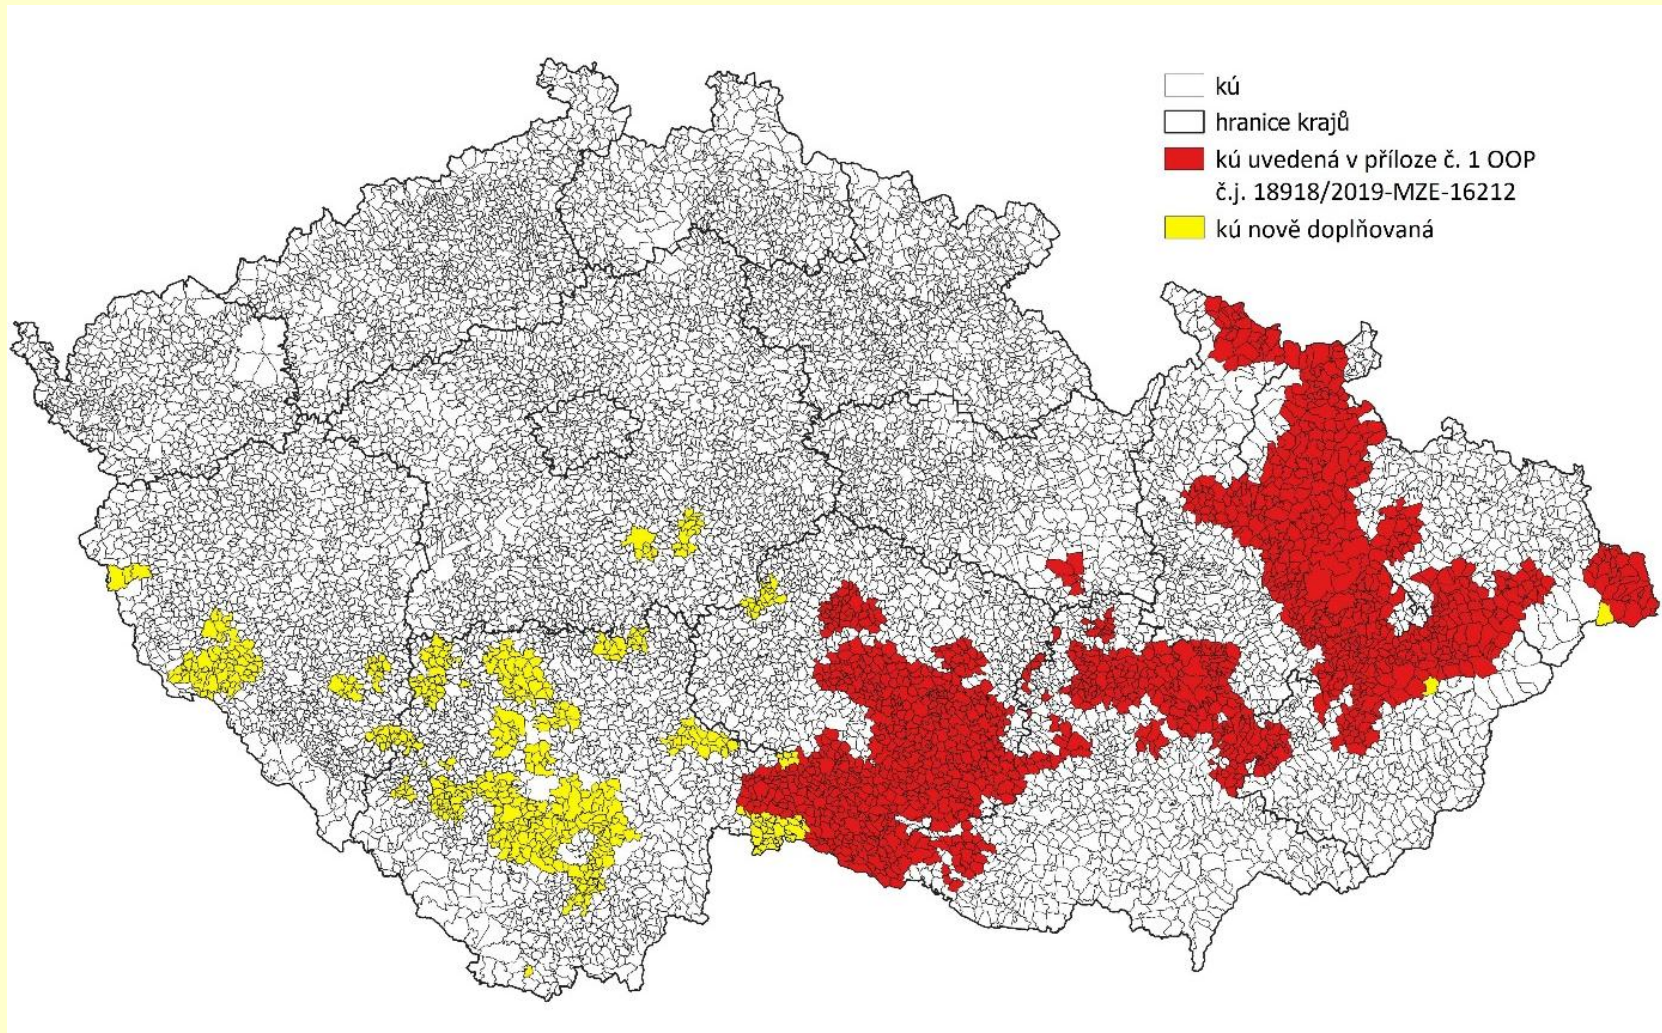 kú
hranice krajů
kú uvedená v příloze č. 1 OOP
č.j. 18918/2019-MZE-16212
kú nově doplňovaná